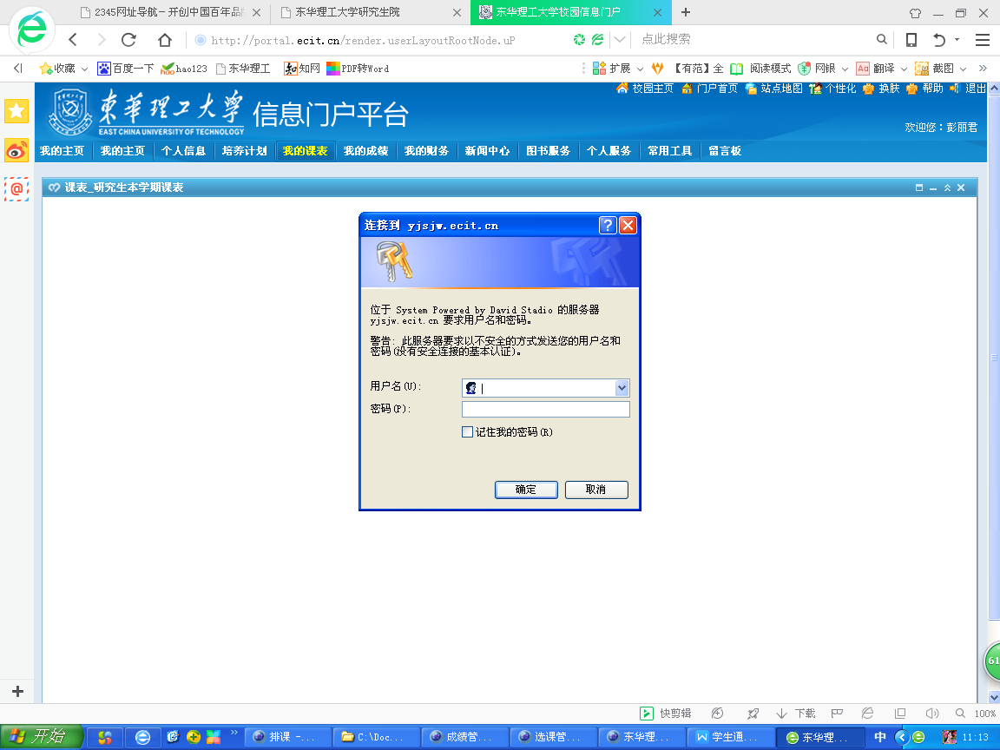 2345网址导航－开创中国百年品牌
东华理工大学研究生院
东华理工大学校园信息门户
http://portal.ecit.cn/render.userLayoutRootNode.uP
点此搜索
收藏
百度一下
hao123
东华理工
知网
PDF转Word
扩展
【有范】全
阅读模式
网银
Aa 翻译
截图
東華理工大学
EAST CHINA UNIVERSITY OF TECHNOLOGY
信息门户平台
校园主页 门户首页 站点地图 个性化 换肤 帮助 退出
欢迎您：彭丽君
我的主页 我的主页 个人信息 培养计划 我的课表 我的成绩 我的财务 新闻中心 图书服务 个人服务 常用工具 留言板
课表_研究生本学期课表
连接到 yjsjw.ecit.cn
位于 System Powered by David Stadio 的服务器
yjsjw.ecit.cn 要求用户名和密码。
警告: 此服务器要求以不安全的方式发送您的用户名和
密码(没有安全连接的基本认证)。
用户名(U):
密码(P):
记住我的密码(R)
确定
取消
61
快剪辑
下载
100%
开始
排课 -...
C:\Doc...
成绩管...
选课管...
东华理...
学生通...
东华理...
中
11:13